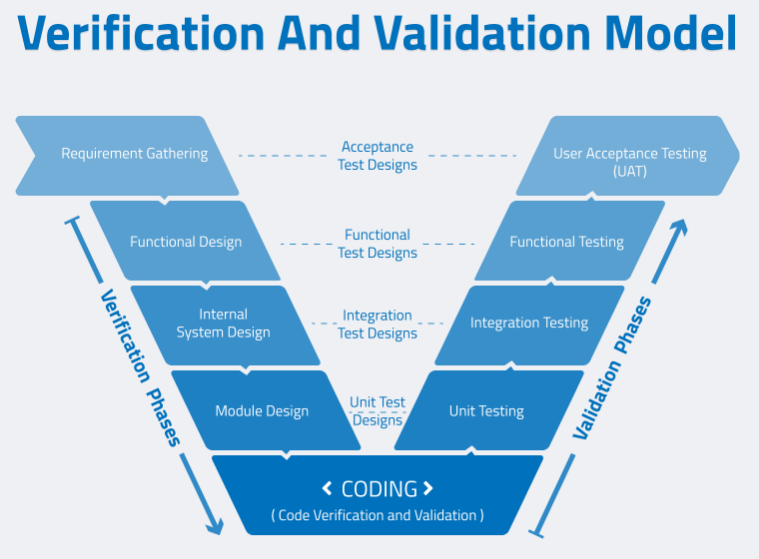 Verification And Validation Model
Requirement Gathering
Acceptance
Test Designs
User Acceptance Testing
(UAT)
Functional Design
Functional
Test Designs
Functional Testing
Internal
System Design
Integration
Test Designs
Integration Testing
Module Design
Unit Test
Designs
Unit Testing
Verification Phases
Validation Phases
< CODING >
( Code Verification and Validation )